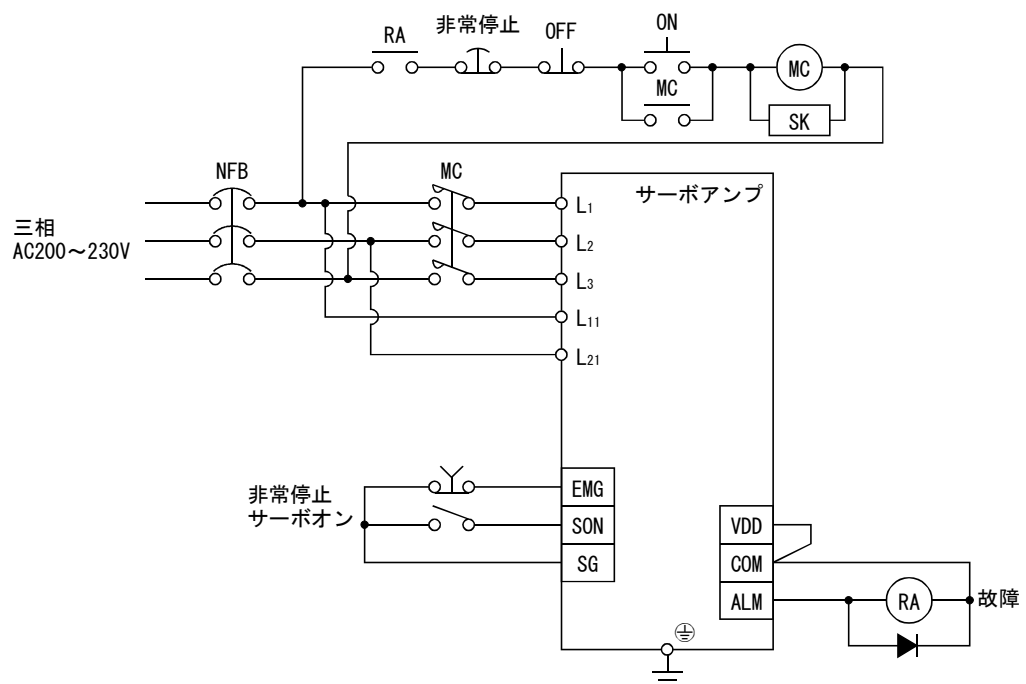 RA
非常停止
OFF
ON
MC
MC
SK
NFB
MC
サーボアンプ
三相
AC200～230V
L1
L2
L3
L11
L21
非常停止
サーボオン
EMG
SON
SG
VDD
COM
ALM
RA
故障